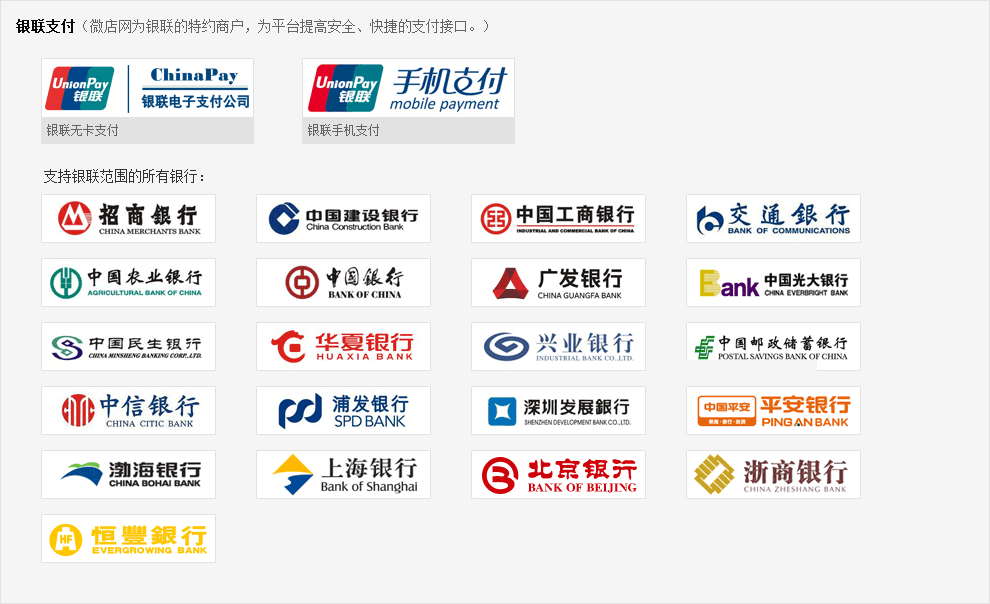 银联支付（微店网为银联的特约商户，为平台提高安全、快捷的支付接口。）
UnionPay 银联 ChinaPay 银联电子支付公司
UnionPay 银联 手机支付 mobile payment
银联无卡支付
银联手机支付
支持银联范围的所有银行：
招商銀行
CHINA MERCHANTS BANK
中国建设银行
China Construction Bank
中国工商银行
INDUSTRIAL AND COMMERCIAL BANK OF CHINA
交通銀行
BANK OF COMMUNICATIONS
中国农业银行
AGRICULTURAL BANK OF CHINA
中国銀行
BANK OF CHINA
广发银行
CHINA GUANGFA BANK
Bank 中国光大银行
CHINA EVERBRIGHT BANK
中国民生银行
CHINA MINSHENG BANKING CORP.,LTD.
华夏银行
HUAXIA BANK
兴业银行
INDUSTRIAL BANK CO.,LTD.
中国邮政储蓄银行
POSTAL SAVINGS BANK OF CHINA
中信银行
CHINA CITIC BANK
浦发银行
SPD BANK
深圳发展銀行
SHENZHEN DEVELOPMENT BANK CO.,LTD.
中国平安
保险·银行·投资
平安银行
PINGAN BANK
渤海银行
CHINA BOHAI BANK
上海银行
Bank of Shanghai
北京银行
BANK OF BEIJING
浙商银行
CHINA ZHESHANG BANK
HF 恒豐銀行
EVERGROWING BANK